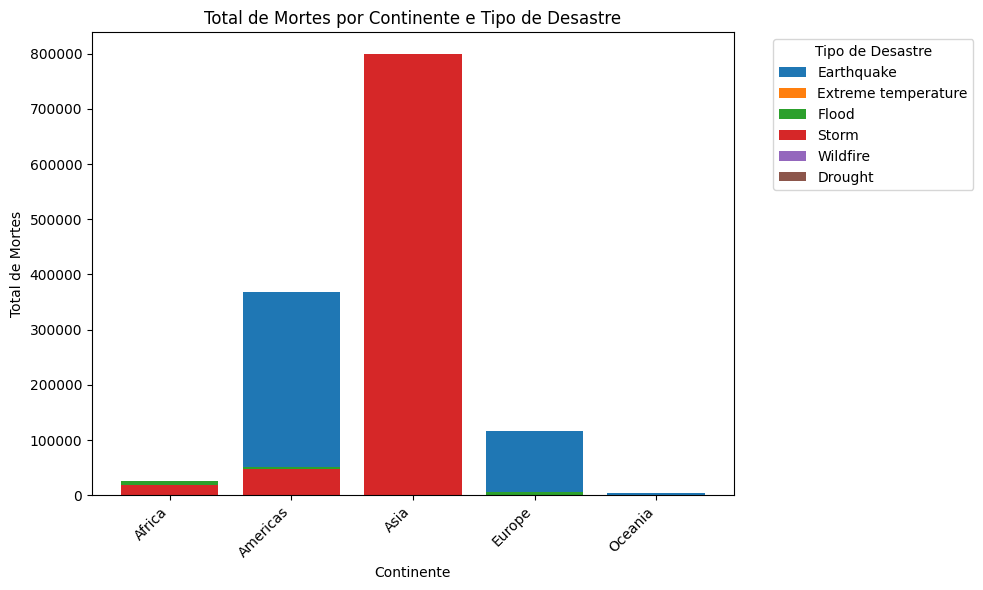 Total de Mortes por Continente e Tipo de Desastre
Total de Mortes
800000
700000
600000
500000
400000
300000
200000
100000
0
Africa
Americas
Asia
Europe
Oceania
Continente
Tipo de Desastre
Earthquake
Extreme temperature
Flood
Storm
Wildfire
Drought